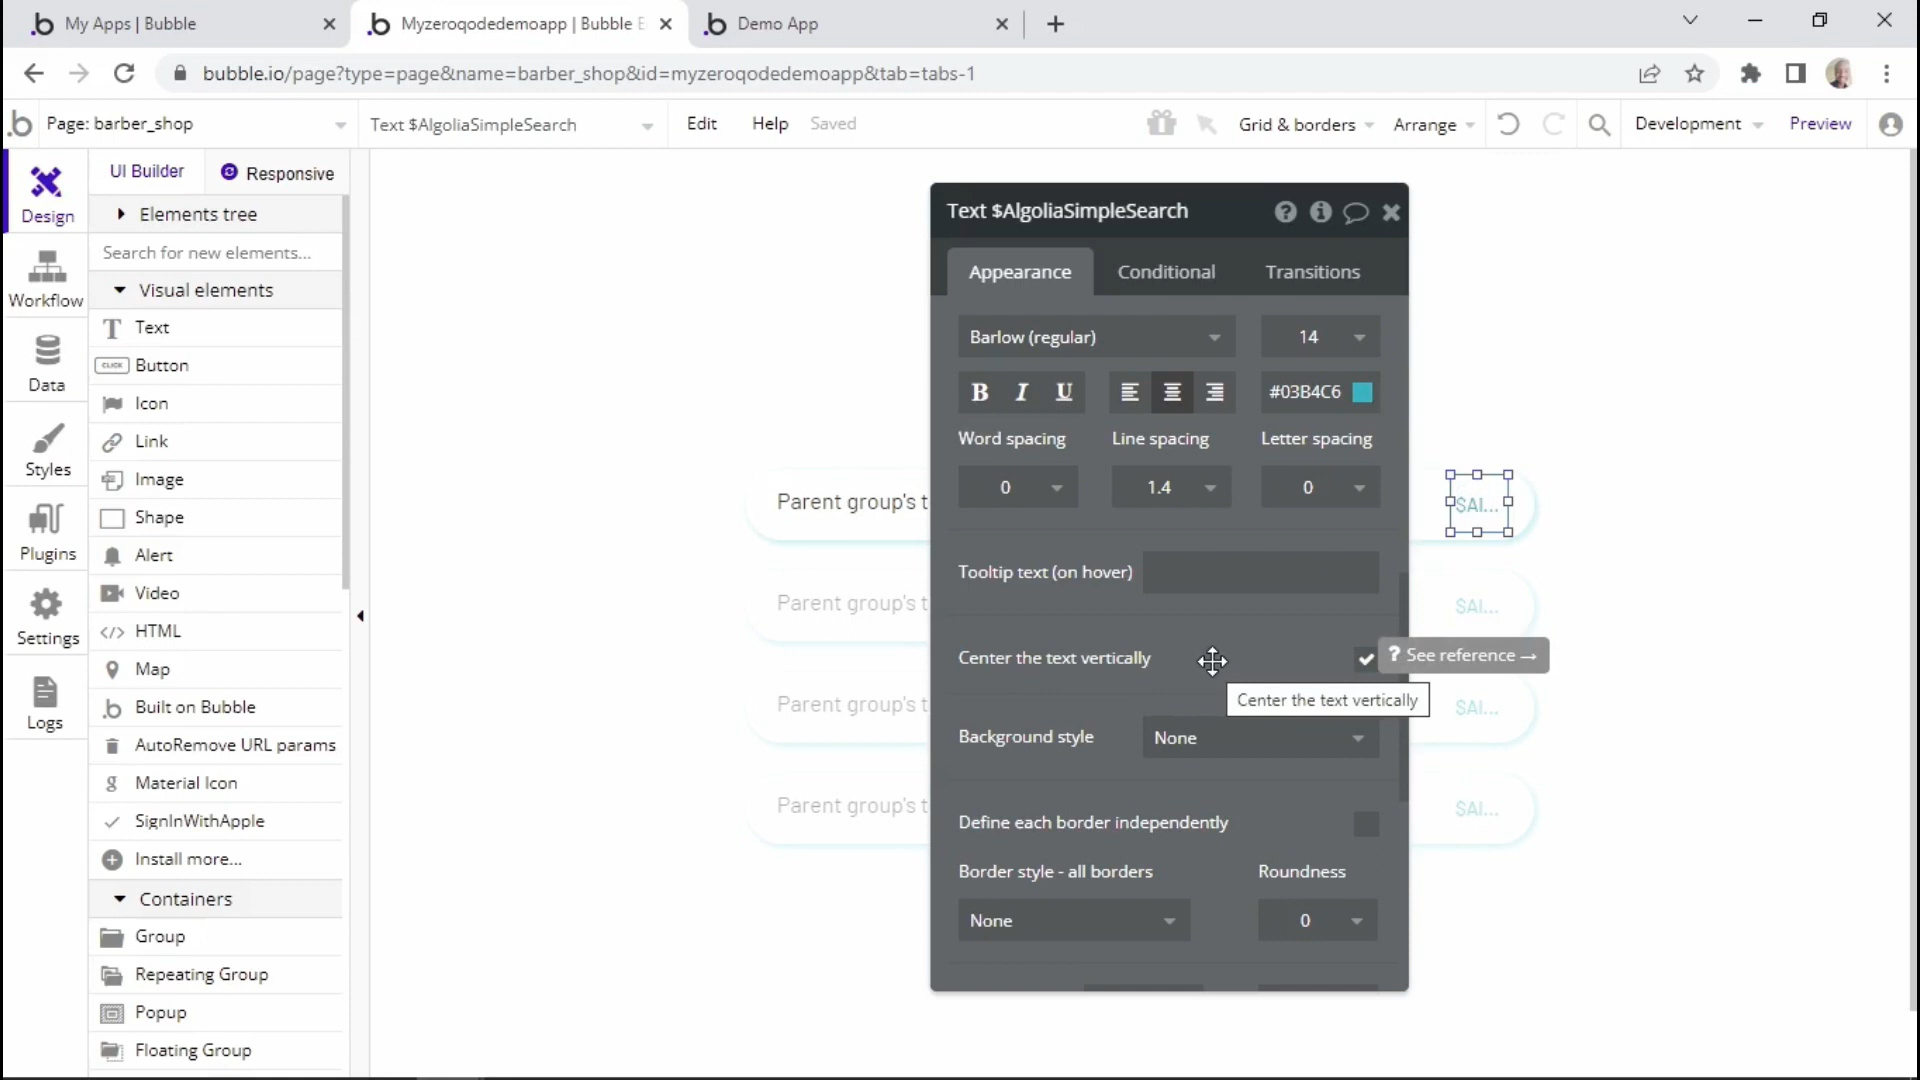 My Apps | Bubble
Myzeroqodedemoapp | Bubble E
Demo App
bubble.io/page?type=page&name=barber_shop&id=myzeroqodedemoapp&tab=tabs-1
Page: barber_shop
Text $AlgoliaSimpleSearch
Edit
Help
Saved
Grid & borders
Arrange
Development
Preview
Design
Workflow
Data
Styles
Plugins
Settings
Logs
UI Builder
Responsive
Elements tree
Search for new elements...
Visual elements
Text
CLICK
Button
Icon
Link
Image
Shape
Alert
Video
HTML
Map
Built on Bubble
AutoRemove URL params
Material Icon
SignInWithApple
Install more...
Containers
Group
Repeating Group
Popup
Floating Group
Parent group's t
Parent group's t
Parent group's t
Parent group's t
Text $AlgoliaSimpleSearch
Appearance
Conditional
Transitions
Barlow (regular)
14
B I U
#03B4C6
Word spacing
Line spacing
Letter spacing
0
1.4
0
Tooltip text (on hover)
Center the text vertically
? See reference →
Center the text vertically
Background style
None
Define each border independently
Border style - all borders
Roundness
None
0
$Al...
$Al...
$Al...
$Al...